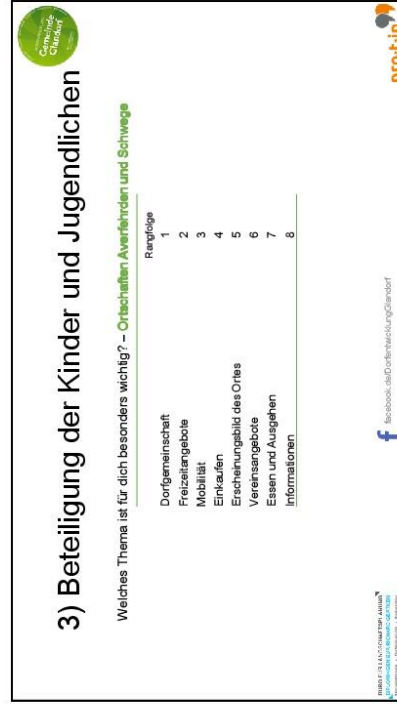 Gemeinde
Glandorf
3) Beteiligung der Kinder und Jugendlichen
Welches Thema ist für dich besonders wichtig? – Ortschaften Averfehrden und Schwege
Rangfolge
Dorfgemeinschaft 1
Freizeitangebote 2
Mobilität 3
Einkaufen 4
Erscheinungsbild des Ortes 5
Vereinsangebote 6
Essen und Ausgehen 7
Informationen 8
facebook.de/DorfentwicklungGlandorf
pro-t-in